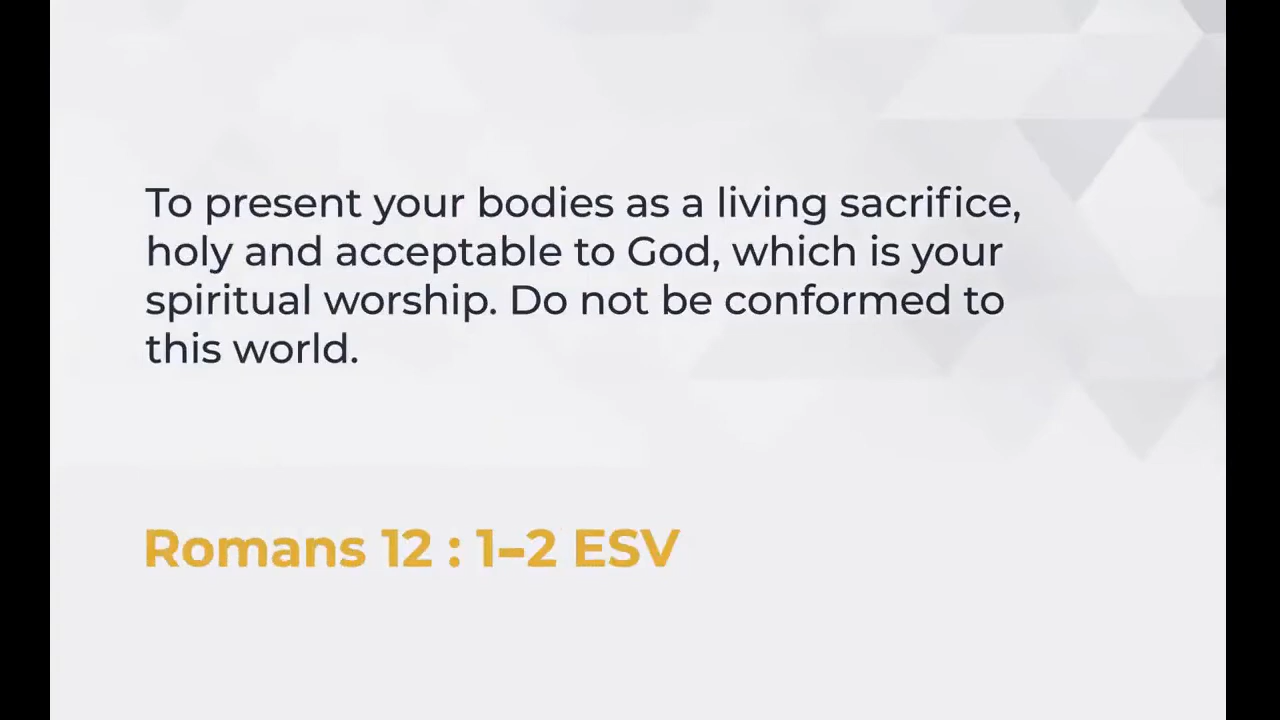 To present your bodies as a living sacrifice,
holy and acceptable to God, which is your
spiritual worship. Do not be conformed to
this world.
Romans 12 : 1–2 ESV